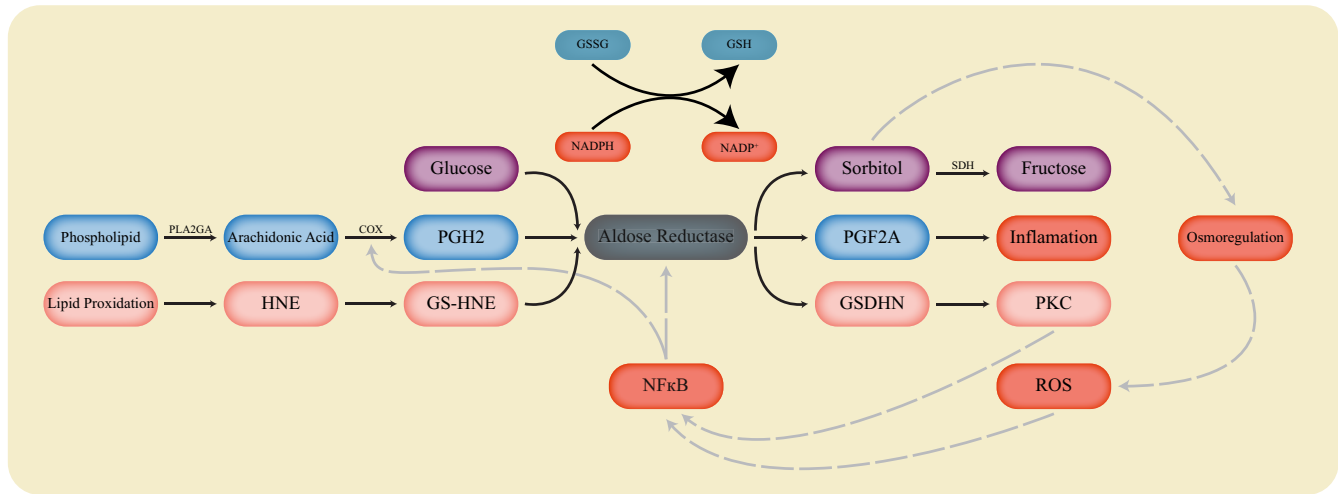 GSSG
GSH
NADPH
NADP⁺
Glucose
Sorbitol
SDH
Fructose
Phospholipid
PLA2GA
Arachidonic Acid
COX
PGH2
Aldose Reductase
PGF2A
Inflamation
Osmoregulation
Lipid Proxidation
HNE
GS-HNE
GSDHN
PKC
NFκB
ROS